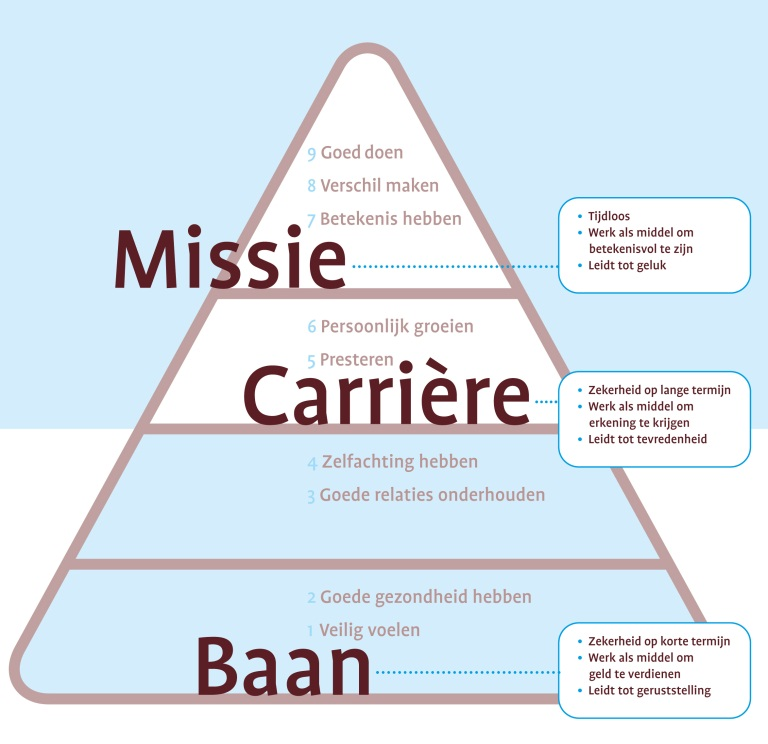 9 Goed doen
8 Verschil maken
7 Betekenis hebben
Missie
• Tijdloos
• Werk als middel om
betekenisvol te zijn
• Leidt tot geluk
6 Persoonlijk groeien
5 Presteren
Carrière
• Zekerheid op lange termijn
• Werk als middel om
erkening te krijgen
• Leidt tot tevredenheid
4 Zelfachting hebben
3 Goede relaties onderhouden
2 Goede gezondheid hebben
1 Veilig voelen
Baan
• Zekerheid op korte termijn
• Werk als middel om
geld te verdienen
• Leidt tot geruststelling